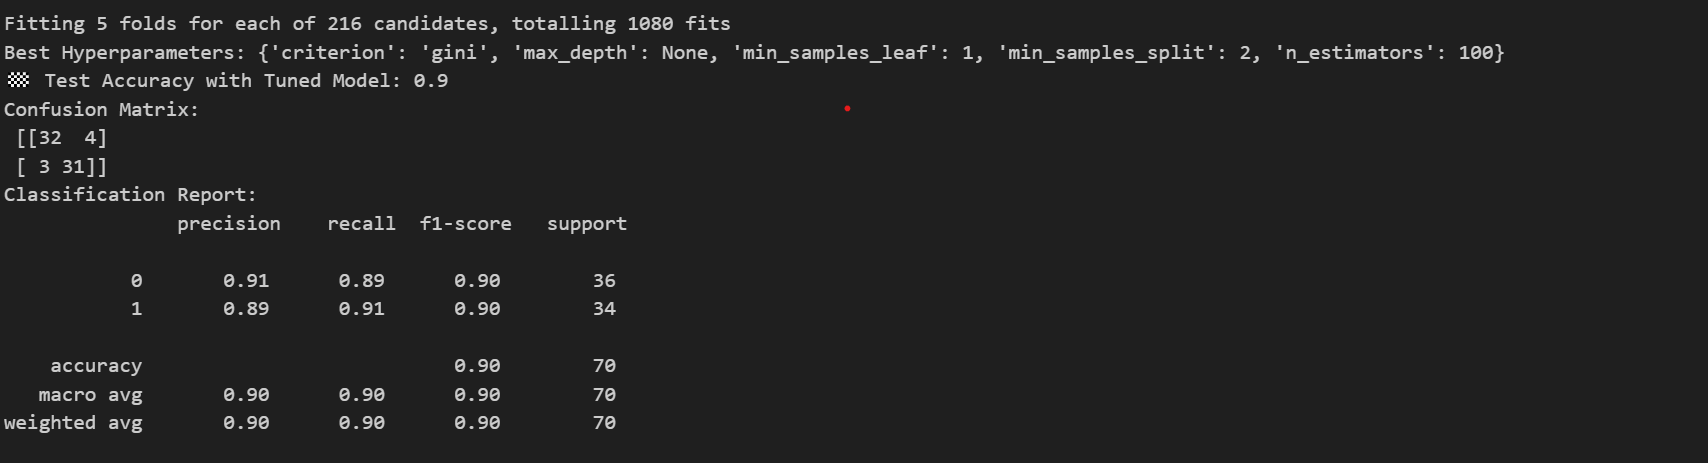 Fitting 5 folds for each of 216 candidates, totalling 1080 fits
Best Hyperparameters: {'criterion': 'gini', 'max_depth': None, 'min_samples_leaf': 1, 'min_samples_split': 2, 'n_estimators': 100}
🏁 Test Accuracy with Tuned Model: 0.9
Confusion Matrix:
 [[32  4]
 [ 3 31]]
Classification Report:
               precision    recall  f1-score   support

           0       0.91      0.89      0.90        36
           1       0.89      0.91      0.90        34

    accuracy                           0.90        70
   macro avg       0.90      0.90      0.90        70
weighted avg       0.90      0.90      0.90        70